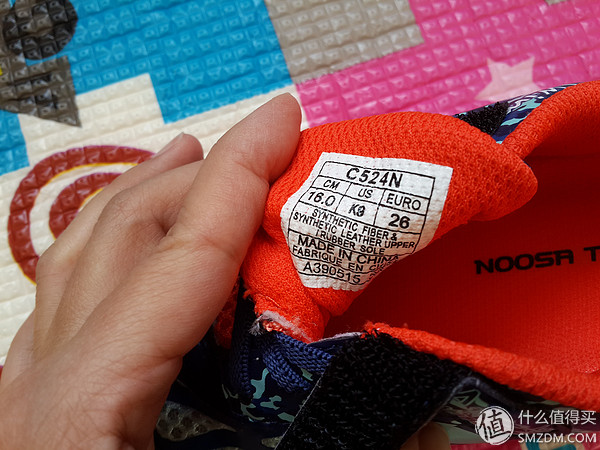 C524N
CM US EURO
16.0 K9 26
SYNTHETIC FIBER &
SYNTHETIC LEATHER UPPER
/RUBBER SOLE
MADE IN CHINA
FABRIQUE EN
A390515
NOOSA T
值 什么值得买
SMZDM.COM